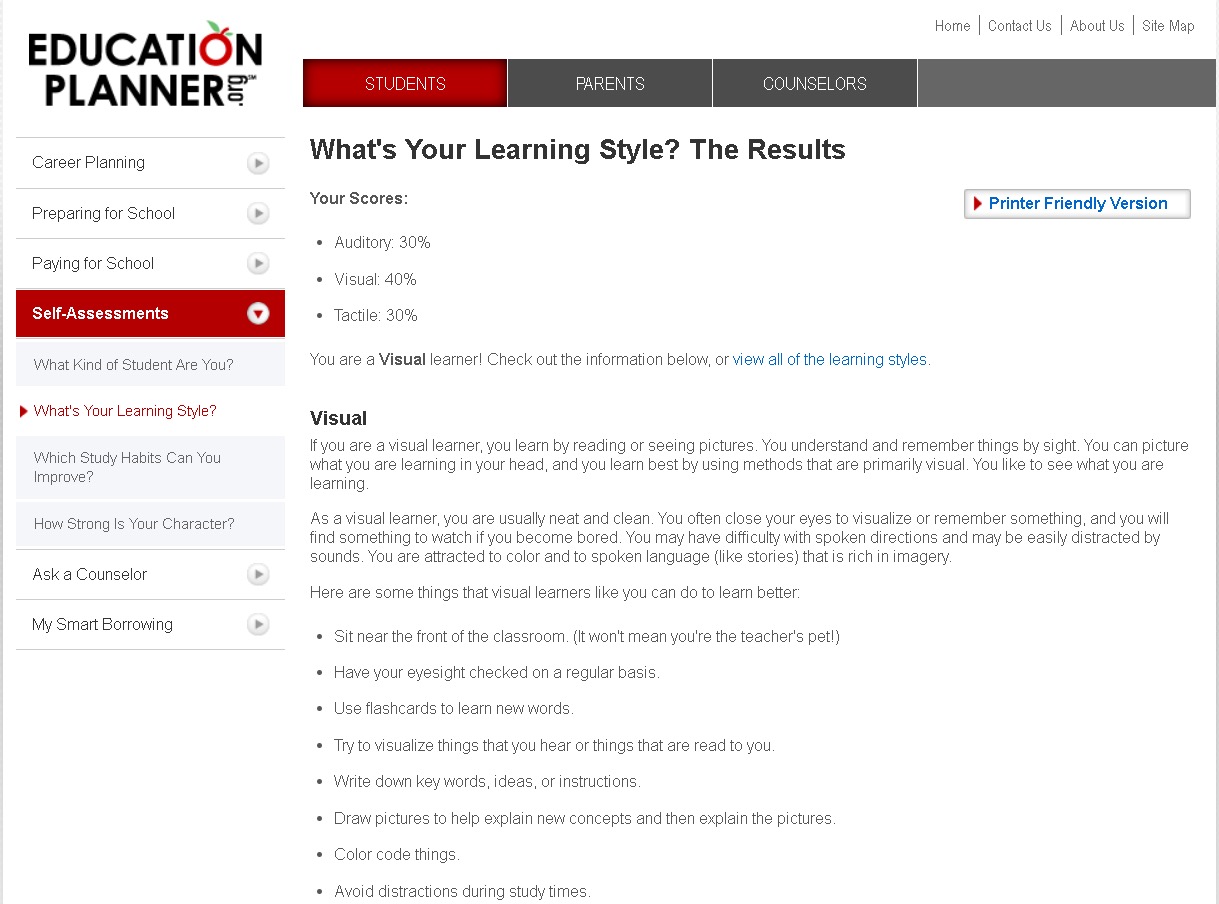 Home
Contact Us
About Us
Site Map
EDUCATION
PLANNER.org℠
STUDENTS
PARENTS
COUNSELORS
Career Planning
Preparing for School
Paying for School
Self-Assessments
What Kind of Student Are You?
What's Your Learning Style?
Which Study Habits Can You
Improve?
How Strong Is Your Character?
Ask a Counselor
My Smart Borrowing
What's Your Learning Style? The Results
Your Scores:
Printer Friendly Version
• Auditory: 30%
• Visual: 40%
• Tactile: 30%
You are a Visual learner! Check out the information below, or view all of the learning styles.
Visual
If you are a visual learner, you learn by reading or seeing pictures. You understand and remember things by sight. You can picture
what you are learning in your head, and you learn best by using methods that are primarily visual. You like to see what you are
learning.
As a visual learner, you are usually neat and clean. You often close your eyes to visualize or remember something, and you will
find something to watch if you become bored. You may have difficulty with spoken directions and may be easily distracted by
sounds. You are attracted to color and to spoken language (like stories) that is rich in imagery.
Here are some things that visual learners like you can do to learn better:
• Sit near the front of the classroom. (It won't mean you're the teacher's pet!)
• Have your eyesight checked on a regular basis.
• Use flashcards to learn new words.
• Try to visualize things that you hear or things that are read to you.
• Write down key words, ideas, or instructions.
• Draw pictures to help explain new concepts and then explain the pictures.
• Color code things.
• Avoid distractions during study times.